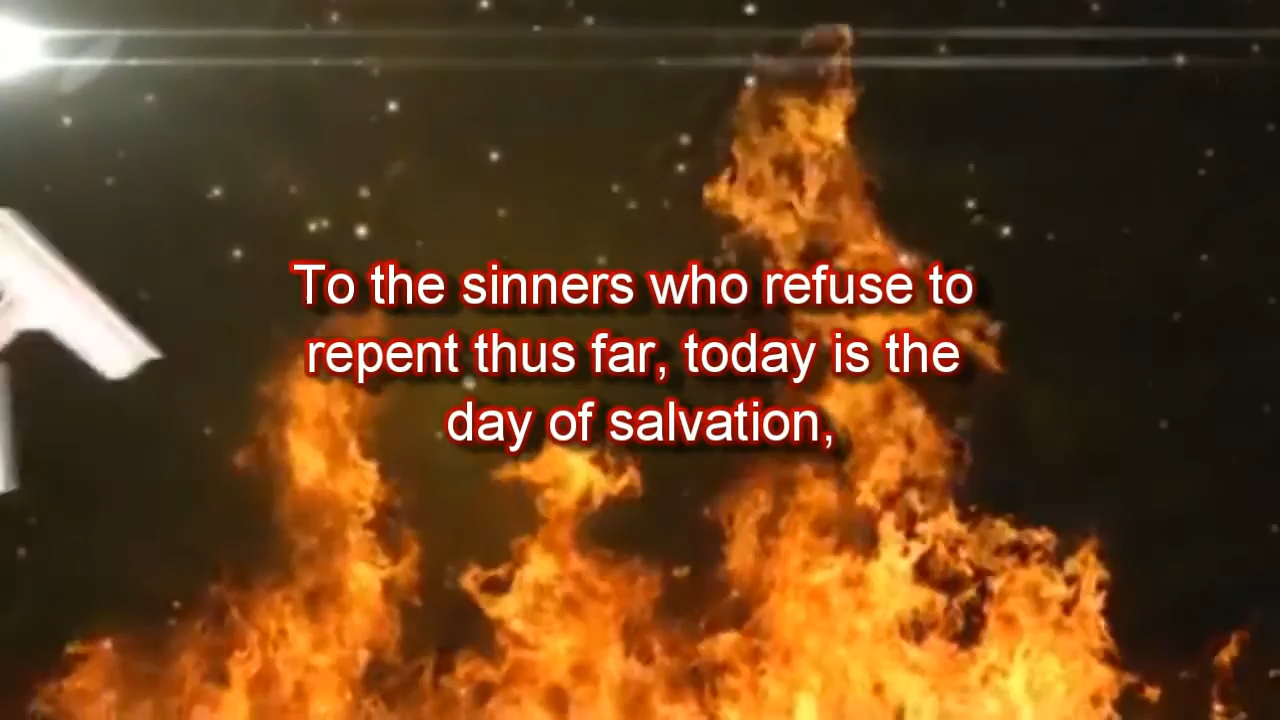 To the sinners who refuse to
repent thus far, today is the
day of salvation,